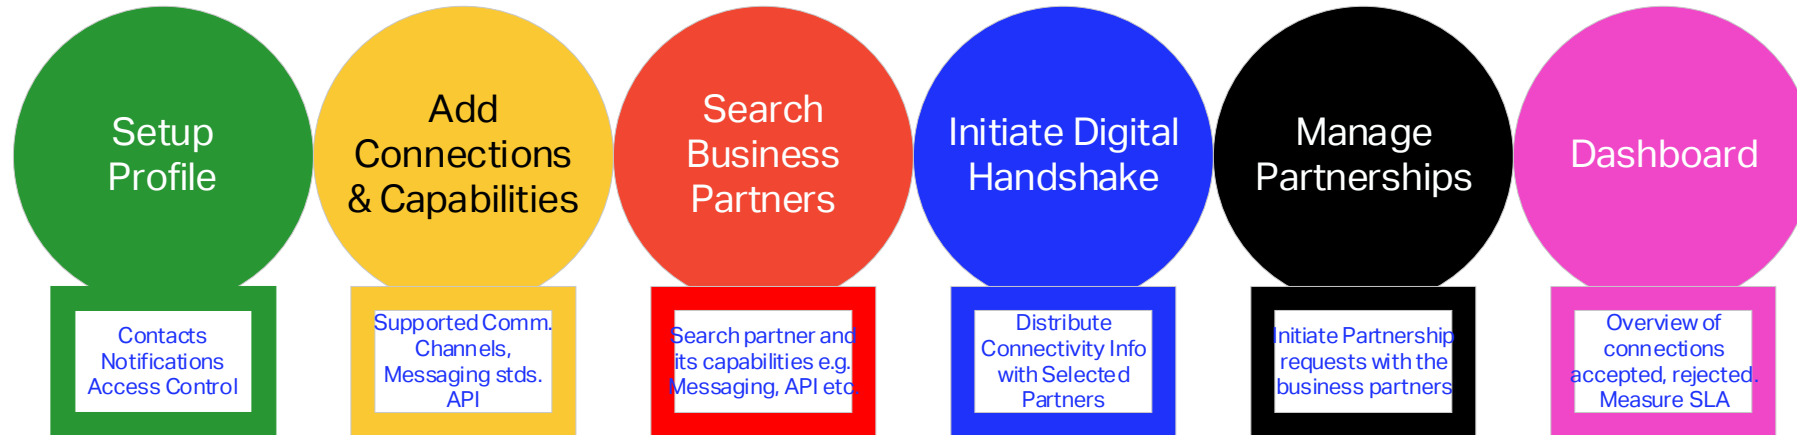 Setup
Profile
Add
Connections
& Capabilities
Search
Business
Partners
Initiate Digital
Handshake
Manage
Partnerships
Dashboard
Contacts
Notifications
Access Control
Supported Comm.
Channels,
Messaging stds.
API
Search partner and
its capabilities e.g.
Messaging, API etc.
Distribute
Connectivity Info
with Selected
Partners
Initiate Partnership
requests with the
business partners
Overview of
connections
accepted, rejected.
Measure SLA